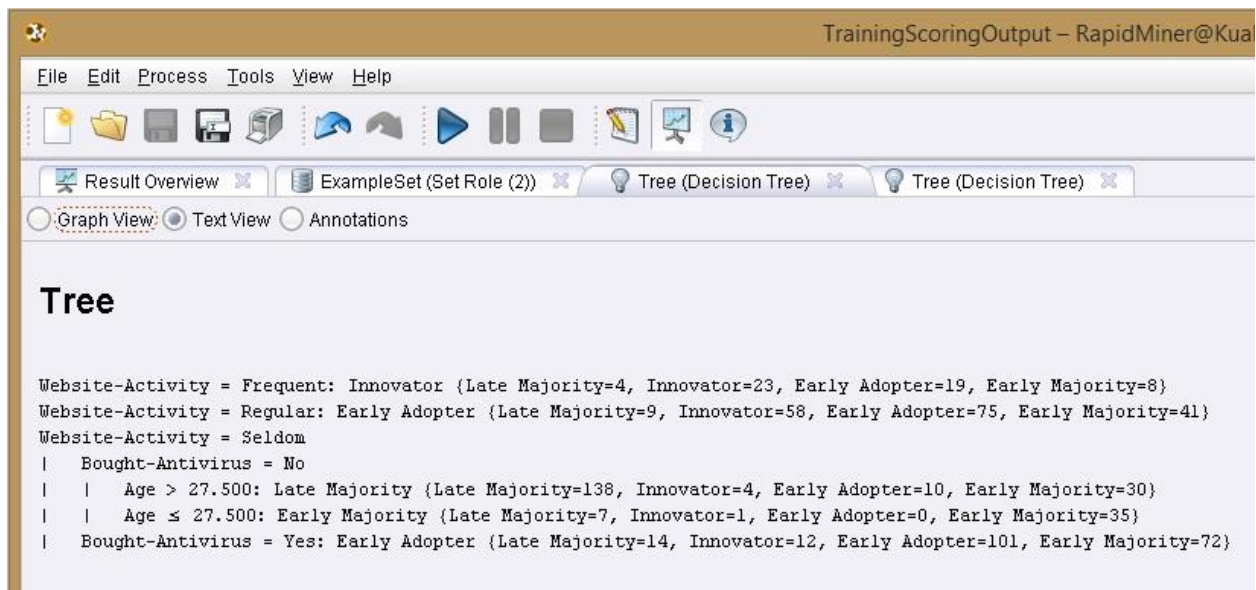 TrainingScoringOutput – RapidMiner@Kual
File Edit Process Tools View Help
Result Overview ExampleSet (Set Role (2)) Tree (Decision Tree) Tree (Decision Tree)
Graph View Text View Annotations
Tree
Website-Activity = Frequent: Innovator {Late Majority=4, Innovator=23, Early Adopter=19, Early Majority=8}
Website-Activity = Regular: Early Adopter {Late Majority=9, Innovator=58, Early Adopter=75, Early Majority=41}
Website-Activity = Seldom
| Bought-Antivirus = No
| | Age > 27.500: Late Majority {Late Majority=138, Innovator=4, Early Adopter=10, Early Majority=30}
| | Age ≤ 27.500: Early Majority {Late Majority=7, Innovator=1, Early Adopter=0, Early Majority=35}
| Bought-Antivirus = Yes: Early Adopter {Late Majority=14, Innovator=12, Early Adopter=101, Early Majority=72}